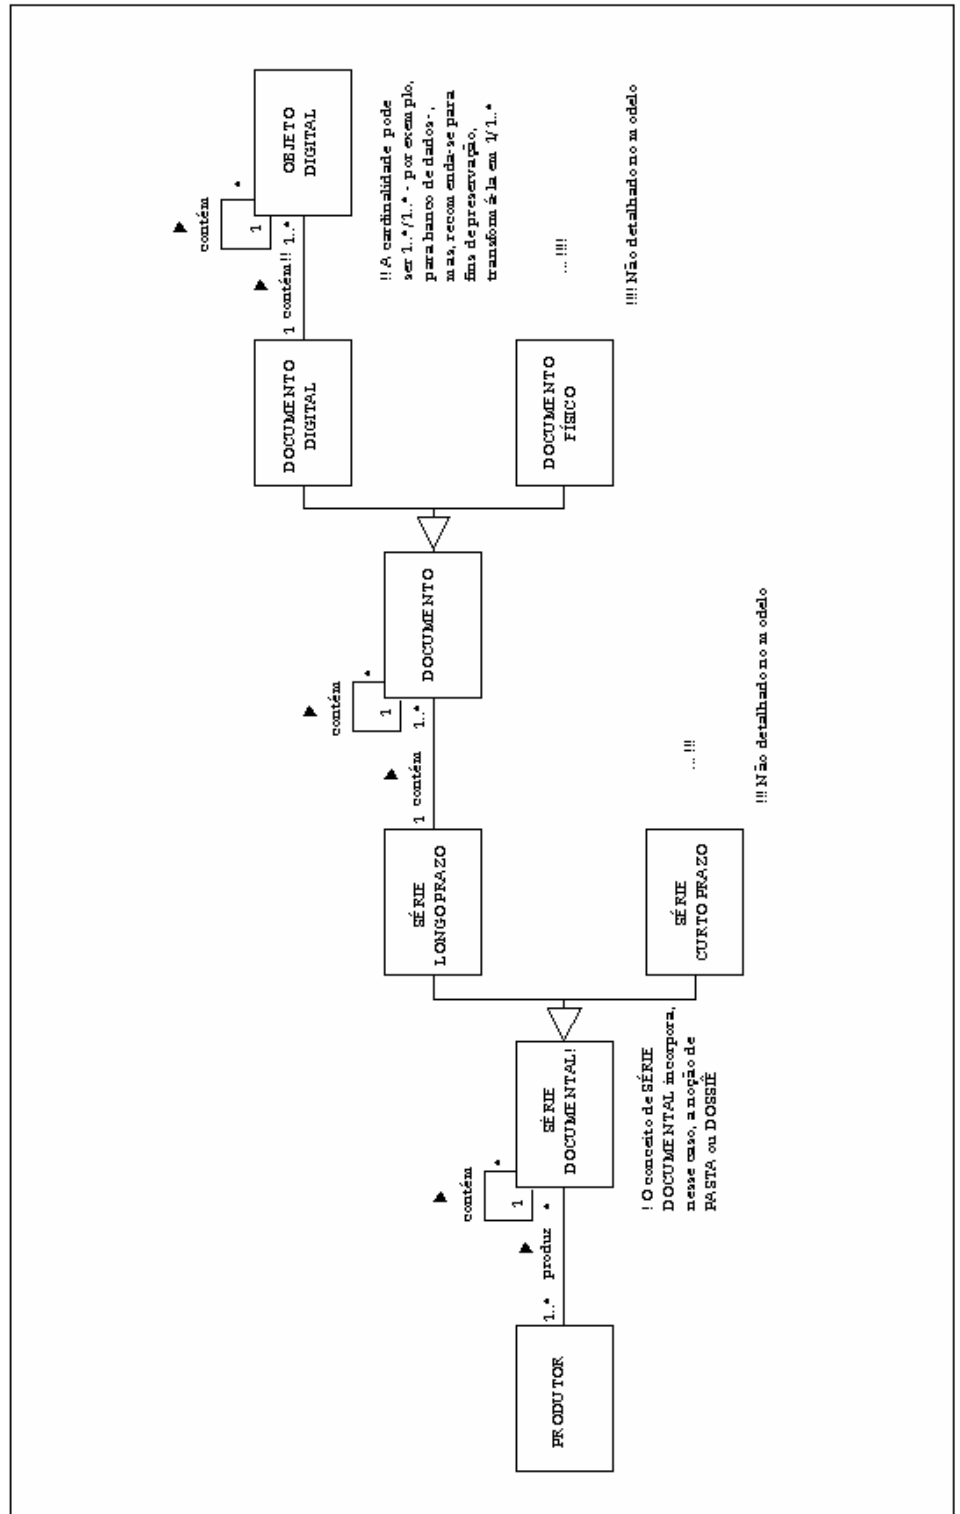 PRODUTOR
1..* produz *
contém
1
*
SÉRIE
DOCUMENTAL!
! O conceito de SÉRIE
DOCUMENTAL incorpora,
nesse caso, a noção de
PASTA ou DOSSIÊ
SÉRIE
LONGO PRAZO
SÉRIE
CURTO PRAZO
... !!!
!!! Não detalhado no modelo
1 contém 1..*
contém
1
*
DOCUMENTO
DOCUMENTO
DIGITAL
DOCUMENTO
FÍSICO
... !!!!
!!!! Não detalhado no modelo
1 contém!! 1..*
contém
1
*
OBJETO
DIGITAL
!! A cardinalidade pode
ser 1..*/1..* - por exemplo,
para banco de dados -,
mas, recomenda-se para
fins de preservação,
transformá-la em 1/1..*